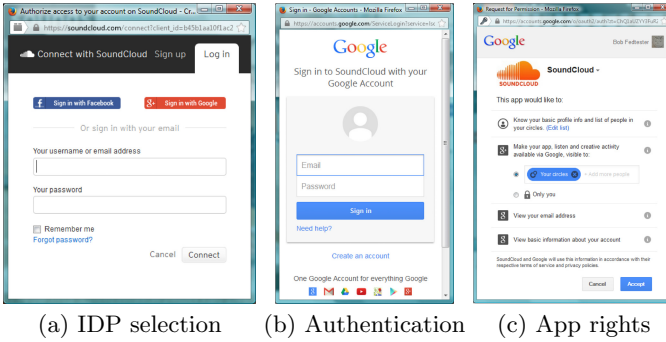 Authorize access to your account on SoundCloud - Cr...
https://soundcloud.com/connect?client_id=b45b1aa10f1ac2
Connect with SoundCloud Sign up Log in
Sign in with Facebook
Sign in with Google
Or sign in with your email
Your username or email address
Your password
Remember me
Forgot password?
Cancel Connect
(a) IDP selection
Sign in - Google Accounts - Mozilla Firefox
https://accounts.google.com/ServiceLogin?service=lso
Google
Sign in to SoundCloud with your
Google Account
Email
Password
Sign in
Need help?
Create an account
One Google Account for everything Google
(b) Authentication
Request for Permission - Mozilla Firefox
Google Bob Fedtester
SOUNDCLOUD
SoundCloud
This app would like to:
Know your basic profile info and list of people in
your circles. (Edit list)
Make your app, listen and creative activity
available via Google, visible to:
Your circles + Add more people
Only you
View your email address
View basic information about your account
SoundCloud and Google will use this information in accordance with their
respective terms of service and privacy policies.
Cancel Accept
(c) App rights